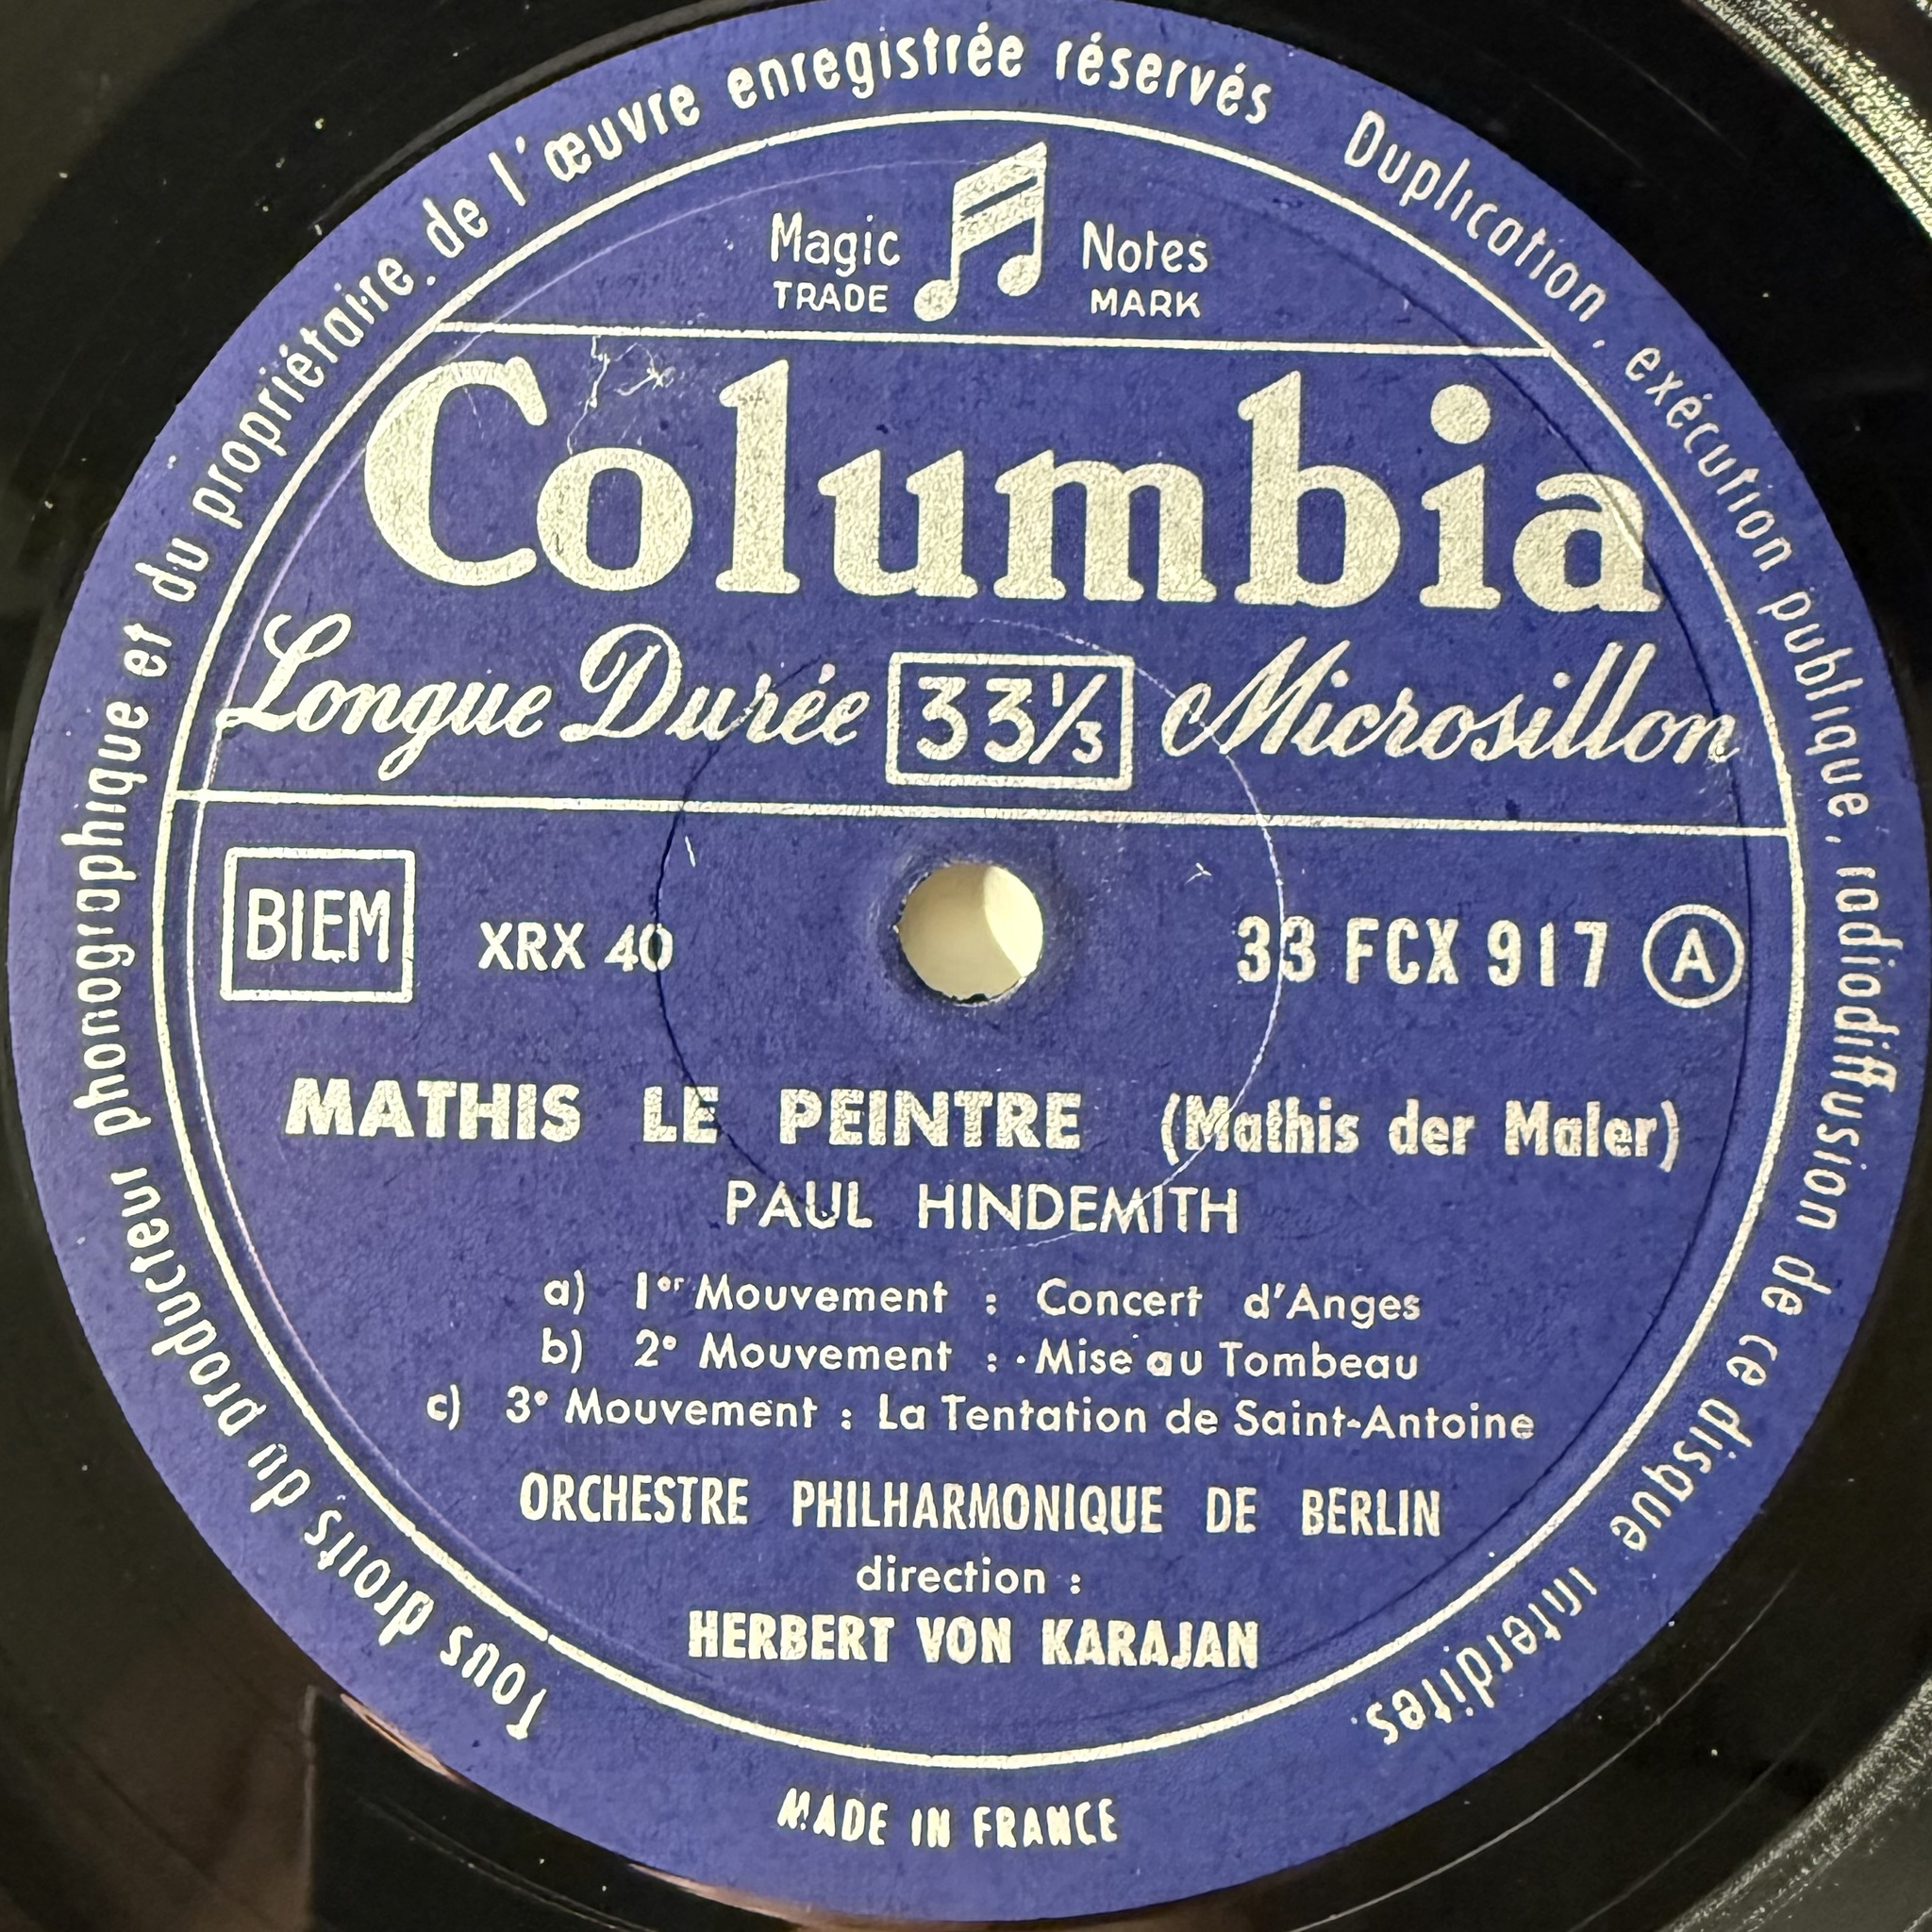 Tous droits du producteur phonographique et du propriétaire de l'œuvre enregistrée réservés Duplication, exécution publique, radiodiffusion de ce disque interdites.
Magic Notes
TRADE MARK
Columbia
Longue Durée 33⅓ Microsillon
BIEM XRX 40 33 FCX 917 A
MATHIS LE PEINTRE (Mathis der Maler)
PAUL HINDEMITH
a) 1er Mouvement : Concert d'Anges
b) 2e Mouvement : Mise au Tombeau
c) 3e Mouvement : La Tentation de Saint-Antoine
ORCHESTRE PHILHARMONIQUE DE BERLIN
direction :
HERBERT VON KARAJAN
MADE IN FRANCE